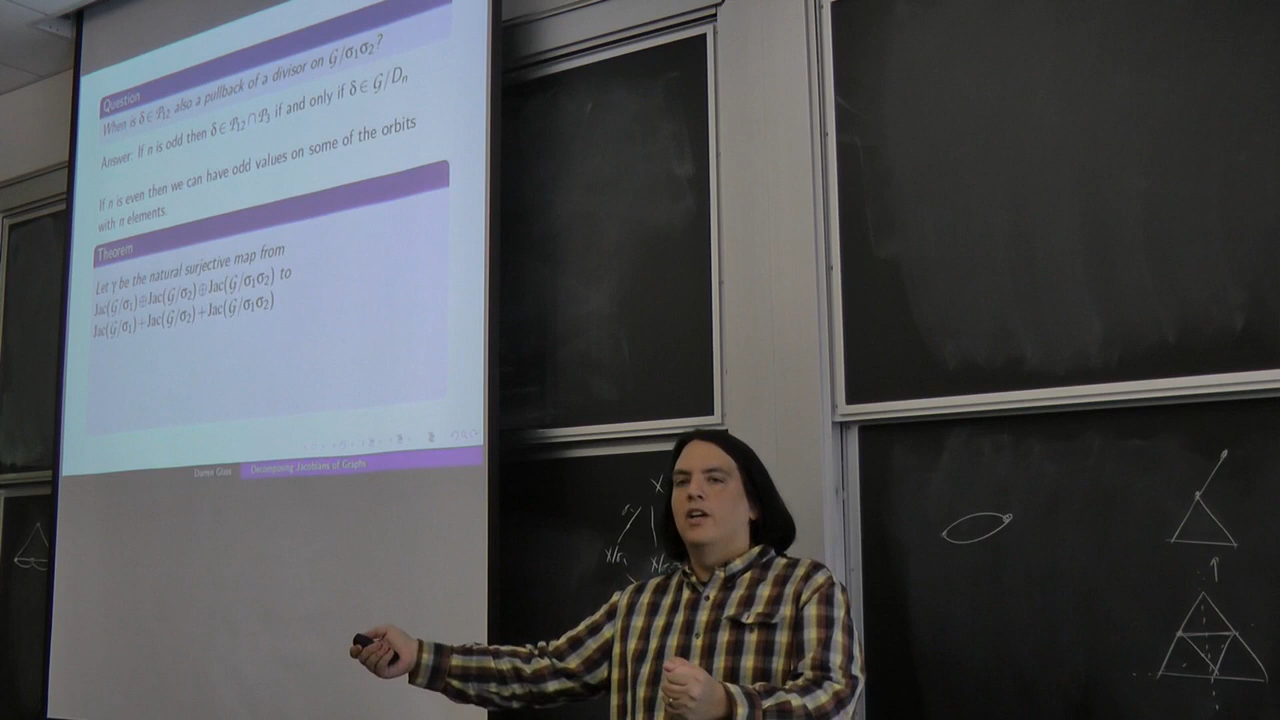 Question
When is δ ∈ 𝒫₁₂ also a pullback of a divisor on 𝒢/σ₁σ₂?
Answer: If n is odd then δ ∈ 𝒫₁₂ ∩ 𝒫₃ if and only if δ ∈ 𝒢/Dₙ
If n is even then we can have odd values on some of the orbits
with n elements.
Theorem
Let γ be the natural surjective map from
Jac(𝒢/σ₁)⊕Jac(𝒢/σ₂)⊕Jac(𝒢/σ₁σ₂) to
Jac(𝒢/σ₁)+Jac(𝒢/σ₂)+Jac(𝒢/σ₁σ₂)
Darren Glass Decomposing Jacobians of Graphs
X
X/σ₁